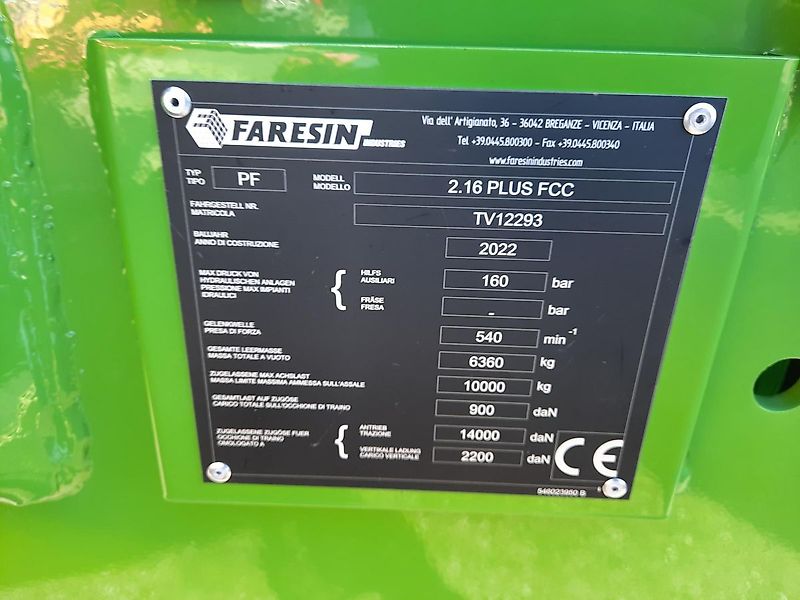 FARESIN INDUSTRIES
Via dell' Artigianato, 36 - 36042 BREGANZE - VICENZA - ITALIA
Tel +39.0445.800300 - Fax +39.0445.800340
www.faresinindustries.com
TYP
TIPO
PF
MODELL
MODELLO
2.16 PLUS FCC
FAHRGESTELL NR.
MATRICOLA
TV12293
BAUJAHR
ANNO DI COSTRUZIONE
2022
MAX DRUCK VON
HYDRAULISCHEN ANLAGEN
PRESSIONE MAX IMPIANTI
IDRAULICI
HILFS
AUSILIARI
160 bar
FRÄSE
FRESA
- bar
GELENKWELLE
PRESA DI FORZA
540 min-1
GESAMTE LEERMASSE
MASSA TOTALE A VUOTO
6360 kg
ZUGELASSENE MAX ACHSLAST
MASSA LIMITE MASSIMA AMMESSA SULL'ASSALE
10000 kg
GESAMTLAST AUF ZUGÖSE
CARICO TOTALE SULL'OCCHIONE DI TRAINO
900 daN
ZUGELASSENE ZUGÖSE FUER
OCCHIONE DI TRAINO
OMOLOGATO A
ANTRIEB
TRAZIONE
14000 daN
VERTIKALE LADUNG
CARICO VERTICALE
2200 daN
CE
546023950 B